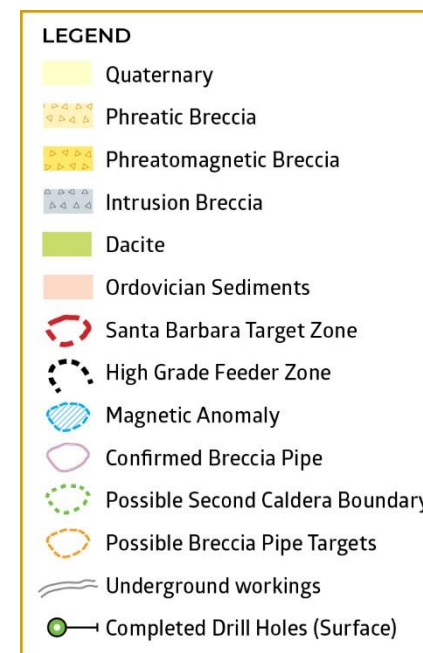 LEGEND
Quaternary
Phreatic Breccia
Phreatomagnetic Breccia
Intrusion Breccia
Dacite
Ordovician Sediments
Santa Barbara Target Zone
High Grade Feeder Zone
Magnetic Anomaly
Confirmed Breccia Pipe
Possible Second Caldera Boundary
Possible Breccia Pipe Targets
Underground workings
Completed Drill Holes (Surface)